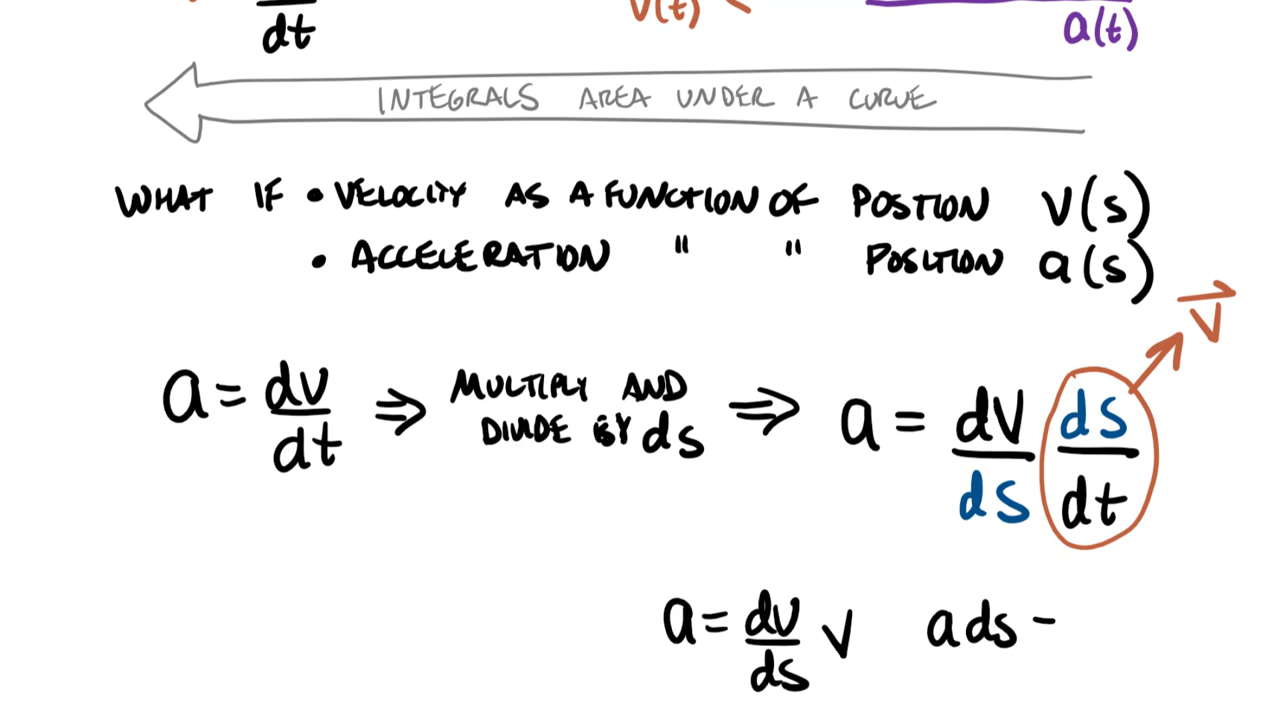 dt v(t) a(t)
INTEGRALS AREA UNDER A CURVE
WHAT IF • VELOCITY AS A FUNCTION OF POSTION v(s)
• ACCELERATION " " POSITION a(s)
v⃗
a = dv/dt ⇒ MULTIPLY AND DIVIDE BY ds ⇒ a = dv/ds ds/dt
a = dv/ds v a ds -